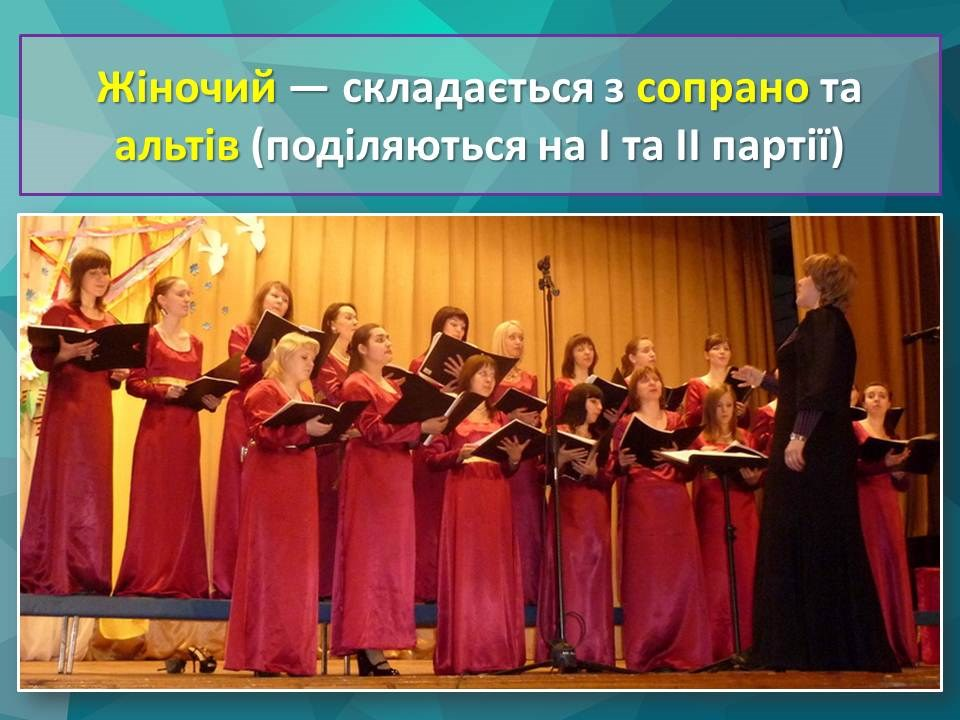 Жіночий — складається з сопрано та
альтів (поділяються на І та ІІ партії)